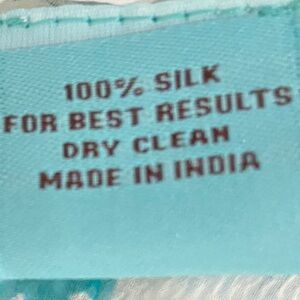 100% SILK
FOR BEST RESULTS
DRY CLEAN
MADE IN INDIA